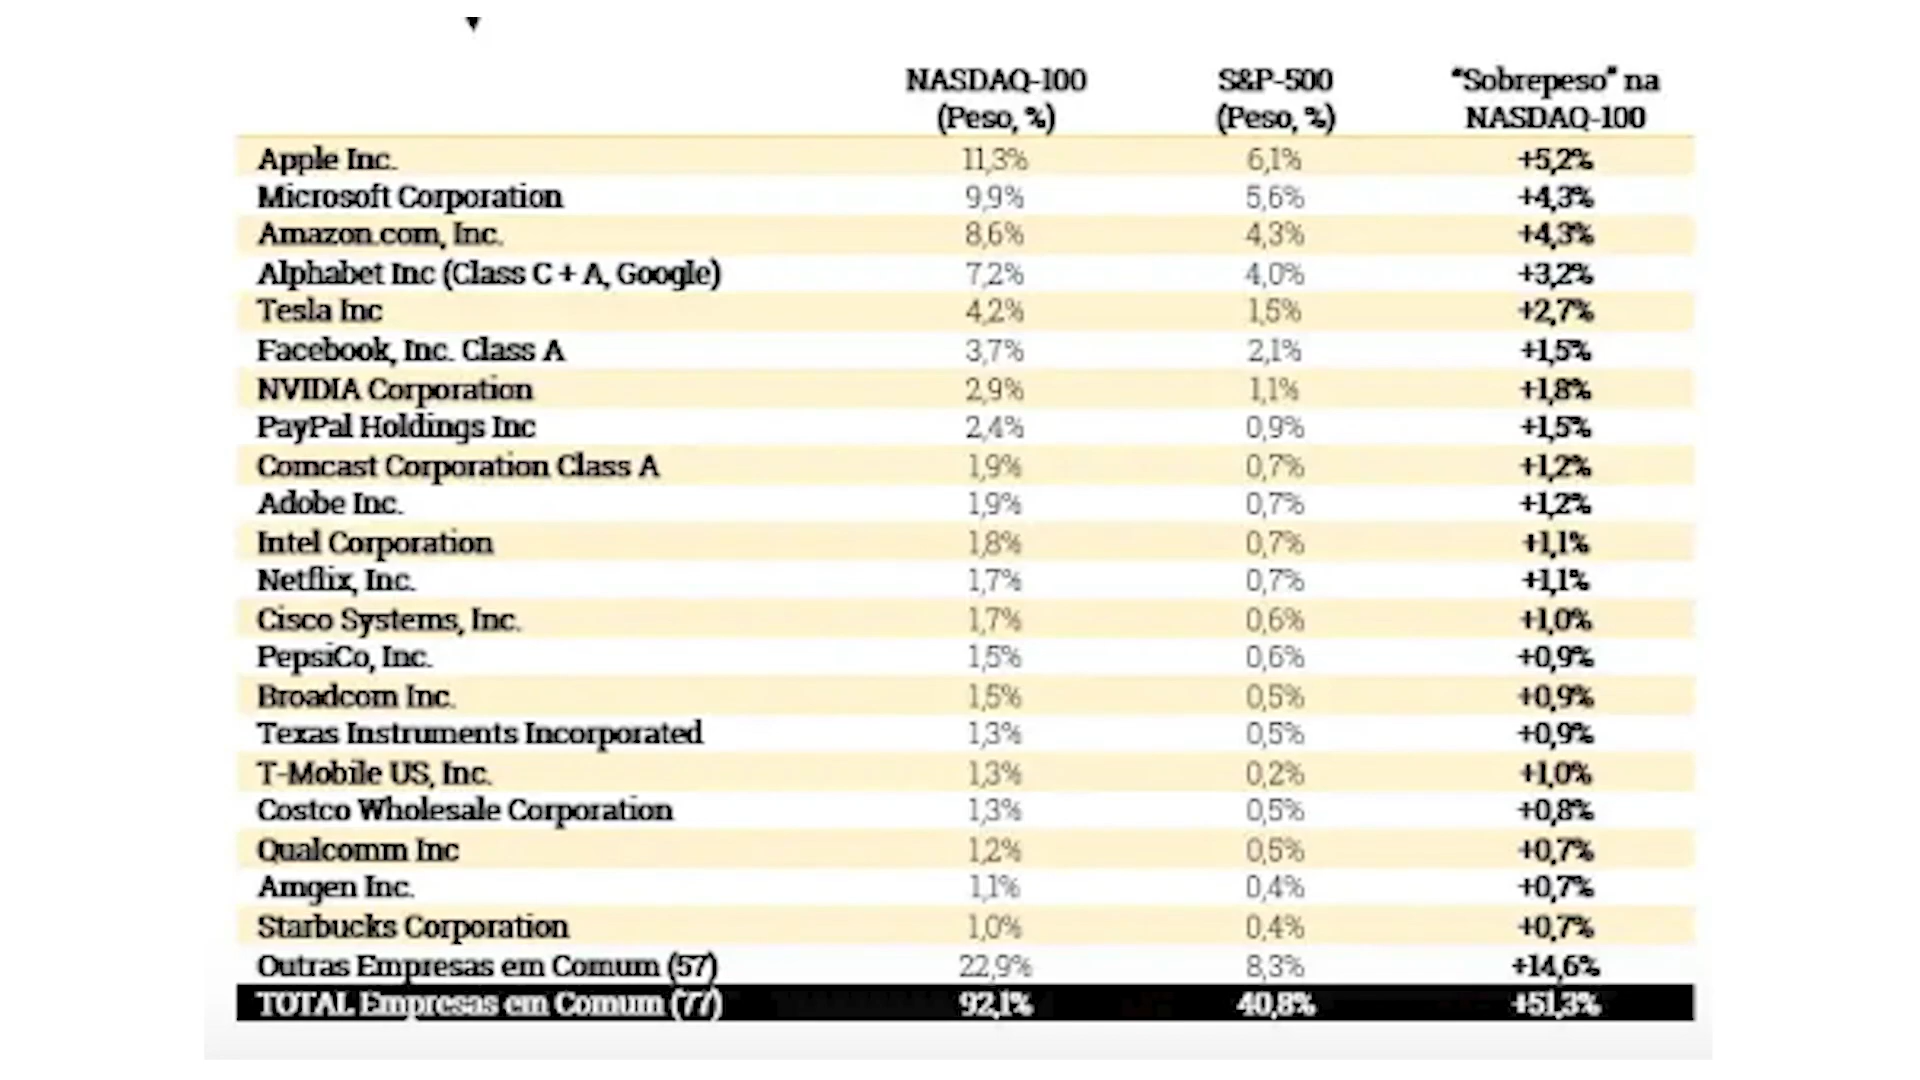 NASDAQ-100 S&P-500 “Sobrepeso” na
(Peso, %) (Peso, %) NASDAQ-100
Apple Inc. 11,3% 6,1% +5,2%
Microsoft Corporation 9,9% 5,6% +4,3%
Amazon.com, Inc. 8,6% 4,3% +4,3%
Alphabet Inc (Class C + A, Google) 7,2% 4,0% +3,2%
Tesla Inc 4,2% 1,5% +2,7%
Facebook, Inc. Class A 3,7% 2,1% +1,5%
NVIDIA Corporation 2,9% 1,1% +1,8%
PayPal Holdings Inc 2,4% 0,9% +1,5%
Comcast Corporation Class A 1,9% 0,7% +1,2%
Adobe Inc. 1,9% 0,7% +1,2%
Intel Corporation 1,8% 0,7% +1,1%
Netflix, Inc. 1,7% 0,7% +1,1%
Cisco Systems, Inc. 1,7% 0,6% +1,0%
PepsiCo, Inc. 1,5% 0,6% +0,9%
Broadcom Inc. 1,5% 0,5% +0,9%
Texas Instruments Incorporated 1,3% 0,5% +0,9%
T-Mobile US, Inc. 1,3% 0,2% +1,0%
Costco Wholesale Corporation 1,3% 0,5% +0,8%
Qualcomm Inc 1,2% 0,5% +0,7%
Amgen Inc. 1,1% 0,4% +0,7%
Starbucks Corporation 1,0% 0,4% +0,7%
Outras Empresas em Comum (57) 22,9% 8,3% +14,6%
TOTAL Empresas em Comum (77) 92,1% 40,8% +51,3%